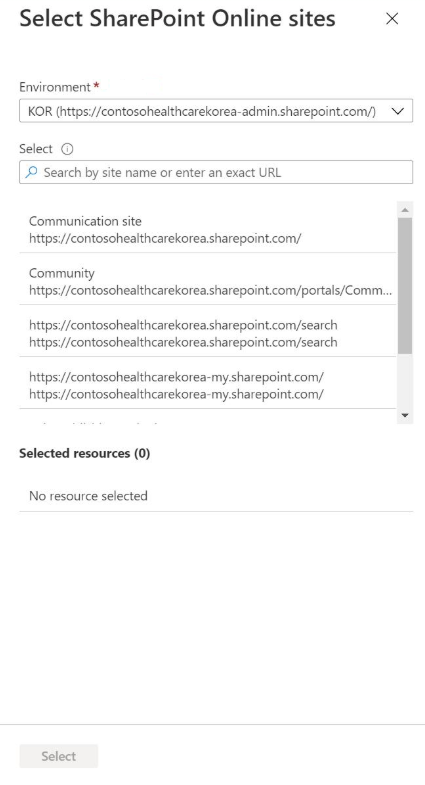 Select SharePoint Online sites
Environment *
KOR (https://contosohealthcarekorea-admin.sharepoint.com/)
Select
Search by site name or enter an exact URL
Communication site
https://contosohealthcarekorea.sharepoint.com/
Community
https://contosohealthcarekorea.sharepoint.com/portals/Comm...
https://contosohealthcarekorea.sharepoint.com/search
https://contosohealthcarekorea.sharepoint.com/search
https://contosohealthcarekorea-my.sharepoint.com/
https://contosohealthcarekorea-my.sharepoint.com/
Selected resources (0)
No resource selected
Select